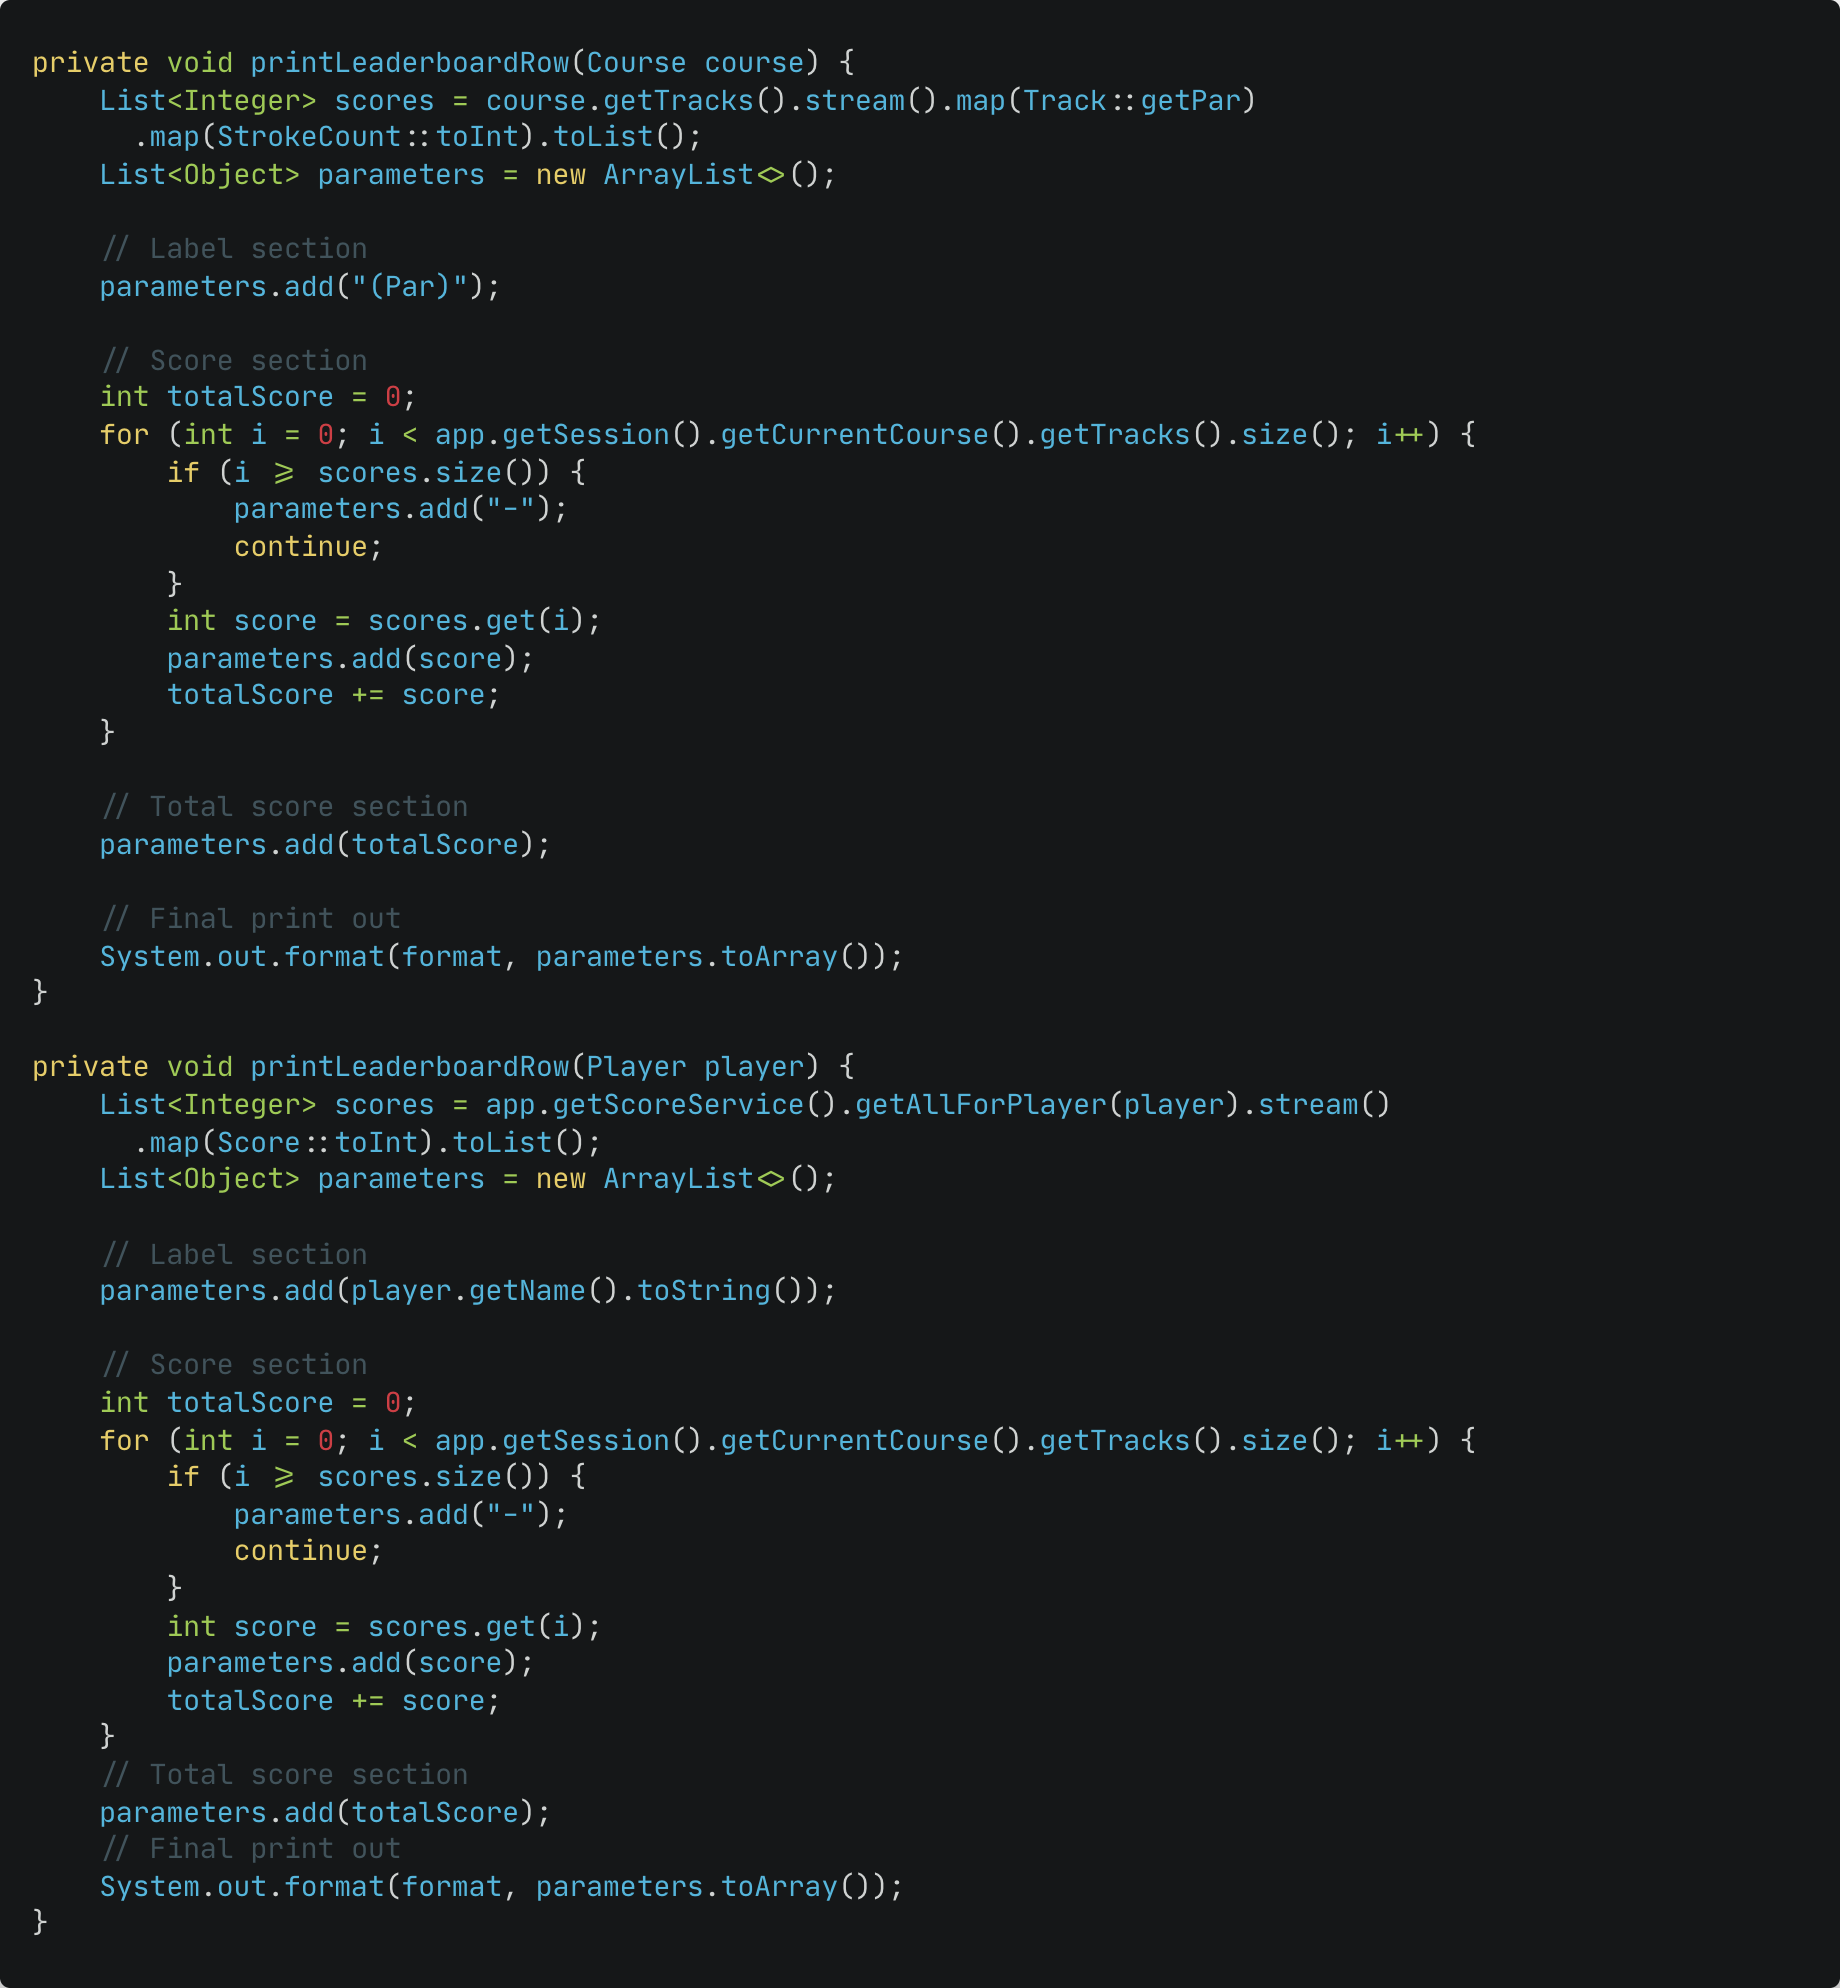 private void printLeaderboardRow(Course course) {
    List<Integer> scores = course.getTracks().stream().map(Track::getPar)
      .map(StrokeCount::toInt).toList();
    List<Object> parameters = new ArrayList<>();

    // Label section
    parameters.add("(Par)");

    // Score section
    int totalScore = 0;
    for (int i = 0; i < app.getSession().getCurrentCourse().getTracks().size(); i++) {
        if (i >= scores.size()) {
            parameters.add("-");
            continue;
        }
        int score = scores.get(i);
        parameters.add(score);
        totalScore += score;
    }

    // Total score section
    parameters.add(totalScore);

    // Final print out
    System.out.format(format, parameters.toArray());
}

private void printLeaderboardRow(Player player) {
    List<Integer> scores = app.getScoreService().getAllForPlayer(player).stream()
      .map(Score::toInt).toList();
    List<Object> parameters = new ArrayList<>();

    // Label section
    parameters.add(player.getName().toString());

    // Score section
    int totalScore = 0;
    for (int i = 0; i < app.getSession().getCurrentCourse().getTracks().size(); i++) {
        if (i >= scores.size()) {
            parameters.add("-");
            continue;
        }
        int score = scores.get(i);
        parameters.add(score);
        totalScore += score;
    }
    // Total score section
    parameters.add(totalScore);
    // Final print out
    System.out.format(format, parameters.toArray());
}